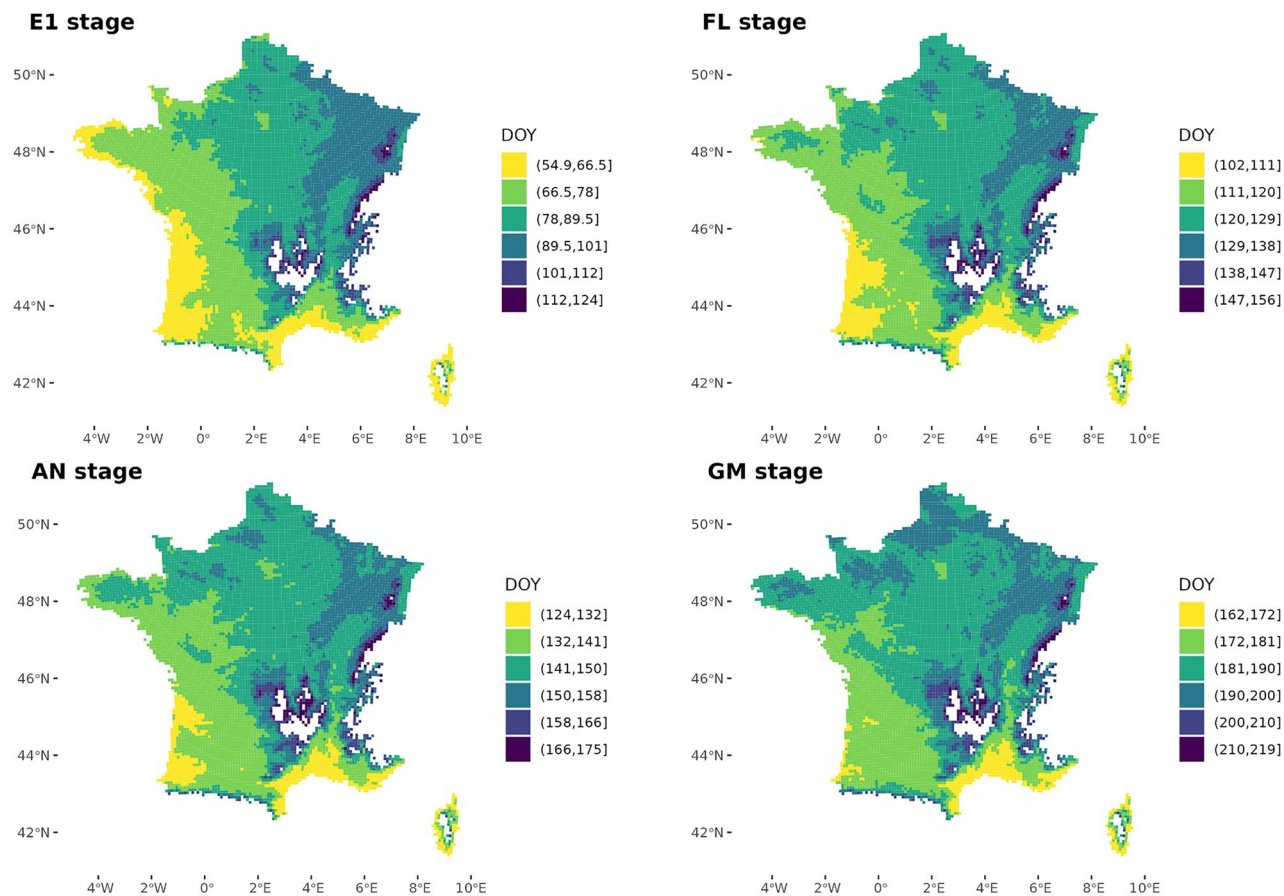 E1 stage
50°N
48°N
46°N
44°N
42°N
4°W 2°W 0° 2°E 4°E 6°E 8°E 10°E
DOY
(54.9,66.5]
(66.5,78]
(78,89.5]
(89.5,101]
(101,112]
(112,124]
FL stage
50°N
48°N
46°N
44°N
42°N
4°W 2°W 0° 2°E 4°E 6°E 8°E 10°E
DOY
(102,111]
(111,120]
(120,129]
(129,138]
(138,147]
(147,156]
AN stage
50°N
48°N
46°N
44°N
42°N
4°W 2°W 0° 2°E 4°E 6°E 8°E 10°E
DOY
(124,132]
(132,141]
(141,150]
(150,158]
(158,166]
(166,175]
GM stage
50°N
48°N
46°N
44°N
42°N
4°W 2°W 0° 2°E 4°E 6°E 8°E 10°E
DOY
(162,172]
(172,181]
(181,190]
(190,200]
(200,210]
(210,219]